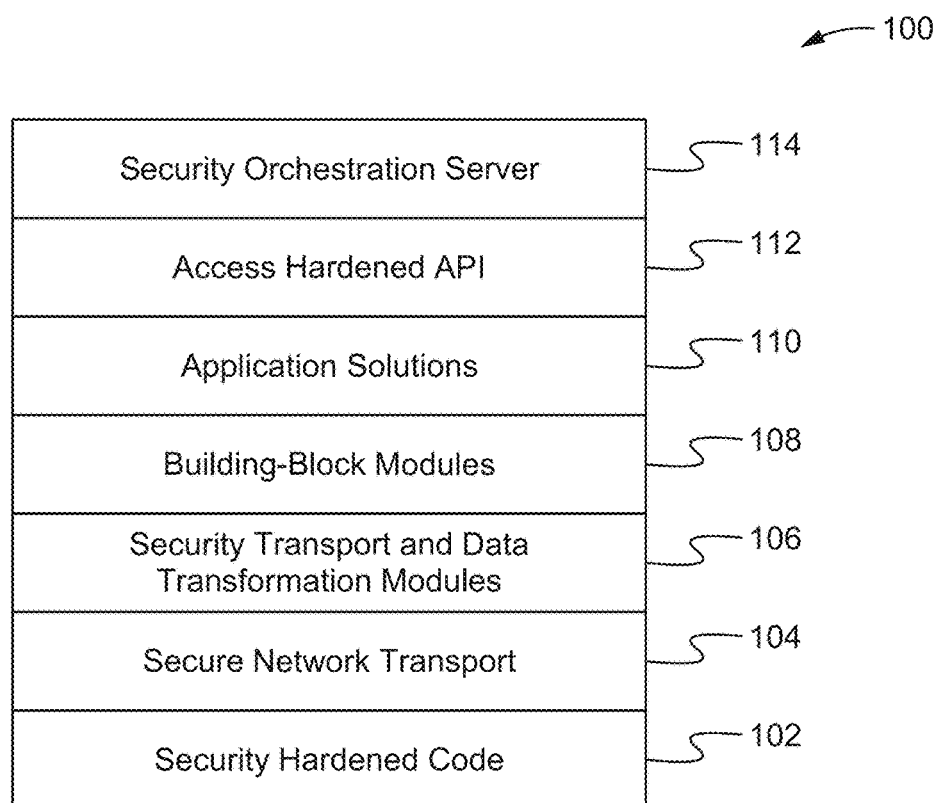 100
Security Orchestration Server
114
Access Hardened API
112
Application Solutions
110
Building-Block Modules
108
Security Transport and Data
Transformation Modules
106
Secure Network Transport
104
Security Hardened Code
102